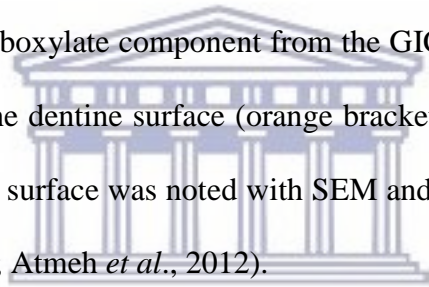 boxylate component from the GIC
ne dentine surface (orange bracke
surface was noted with SEM and
, Atmeh et al., 2012).